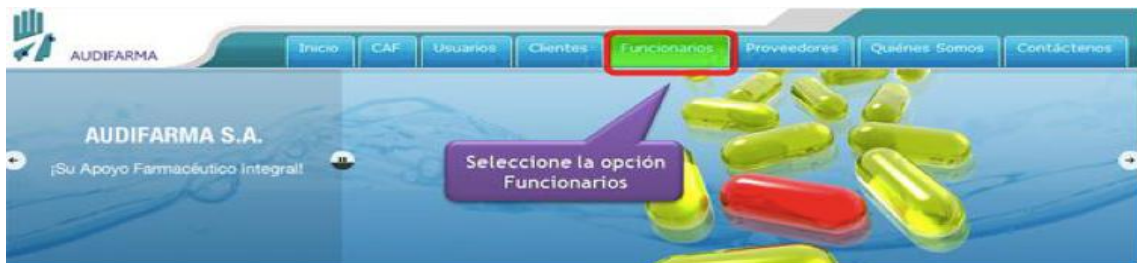 AUDIFARMA
Inicio
CAF
Usuarios
Clientes
Funcionarios
Proveedores
Quiénes Somos
Contáctenos
AUDIFARMA S.A.
¡Su Apoyo Farmacéutico Integral!
Seleccione la opción
Funcionarios